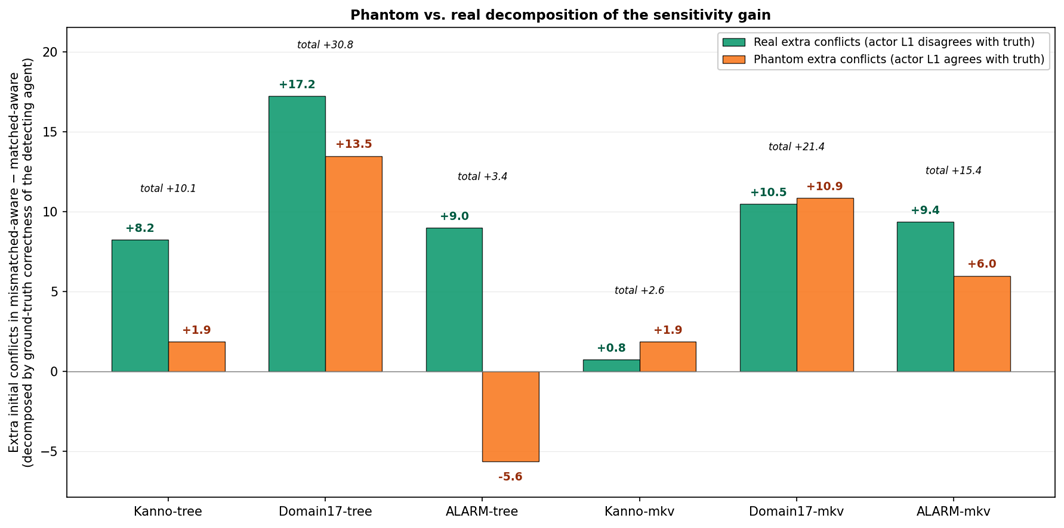 Phantom vs. real decomposition of the sensitivity gain
Extra initial conflicts in mismatched-aware − matched-aware
(decomposed by ground-truth correctness of the detecting agent)
20
15
10
5
0
−5
Real extra conflicts (actor L1 disagrees with truth)
Phantom extra conflicts (actor L1 agrees with truth)
total +10.1
+8.2
+1.9
total +30.8
+17.2
+13.5
total +3.4
+9.0
-5.6
total +2.6
+0.8
+1.9
total +21.4
+10.5
+10.9
total +15.4
+9.4
+6.0
Kanno-tree
Domain17-tree
ALARM-tree
Kanno-mkv
Domain17-mkv
ALARM-mkv